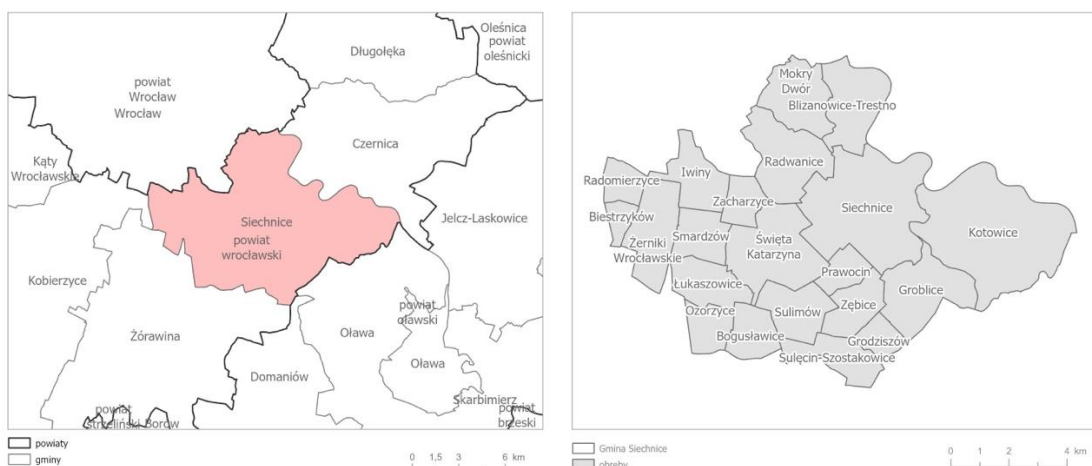 Oleśnica
powiat
oleśnicki
Długołęka
powiat
Wrocław
Wrocław
Czernica
Kąty
Wrocławskie
Jelcz-Laskowice
Siechnice
powiat
wrocławski
Kobierzyce
powiat
oławski
Żórawina
Oława
Oława
Domaniów
Skarbimierz
powiat
strzeliński
Borów
powiat
brzeski
powiaty
gminy
0 1,5 3 6 km
Mokry
Dwór
Blizanowice-Trestno
Radwanice
Iwiny
Radomierzyce
Zacharzyce
Siechnice
Biestrzyków
Kotowice
Smardzów
Święta
Katarzyna
Żerniki
Wrocławskie
Prawocin
Łukaszowice
Groblice
Zębice
Ozorzyce
Sulimów
Bogusławice
Grodziszów
Sulęcin-Szostakowice
Gmina Siechnice
obręby
0 1 2 4 km